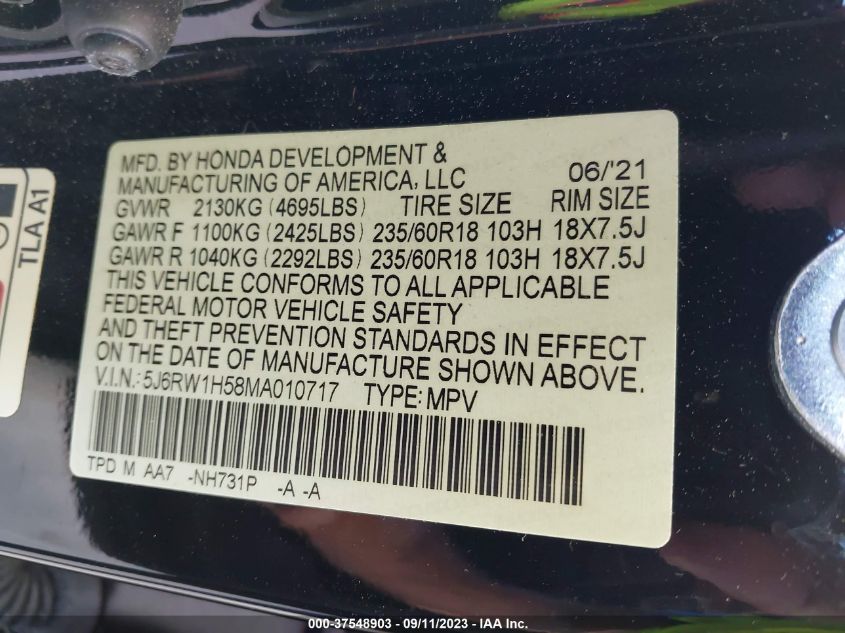 MFD. BY HONDA DEVELOPMENT &
MANUFACTURING OF AMERICA, LLC 06/'21
GVWR 2130KG (4695LBS) TIRE SIZE RIM SIZE
GAWR F 1100KG (2425LBS) 235/60R18 103H 18X7.5J
GAWR R 1040KG (2292LBS) 235/60R18 103H 18X7.5J
THIS VEHICLE CONFORMS TO ALL APPLICABLE
FEDERAL MOTOR VEHICLE SAFETY
AND THEFT PREVENTION STANDARDS IN EFFECT
ON THE DATE OF MANUFACTURE SHOWN ABOVE.
V.I.N.: 5J6RW1H58MA010717 TYPE: MPV
TPD M AA7 -NH731P -A -A
TLA A1
000-37548903 - 09/11/2023 - IAA Inc.